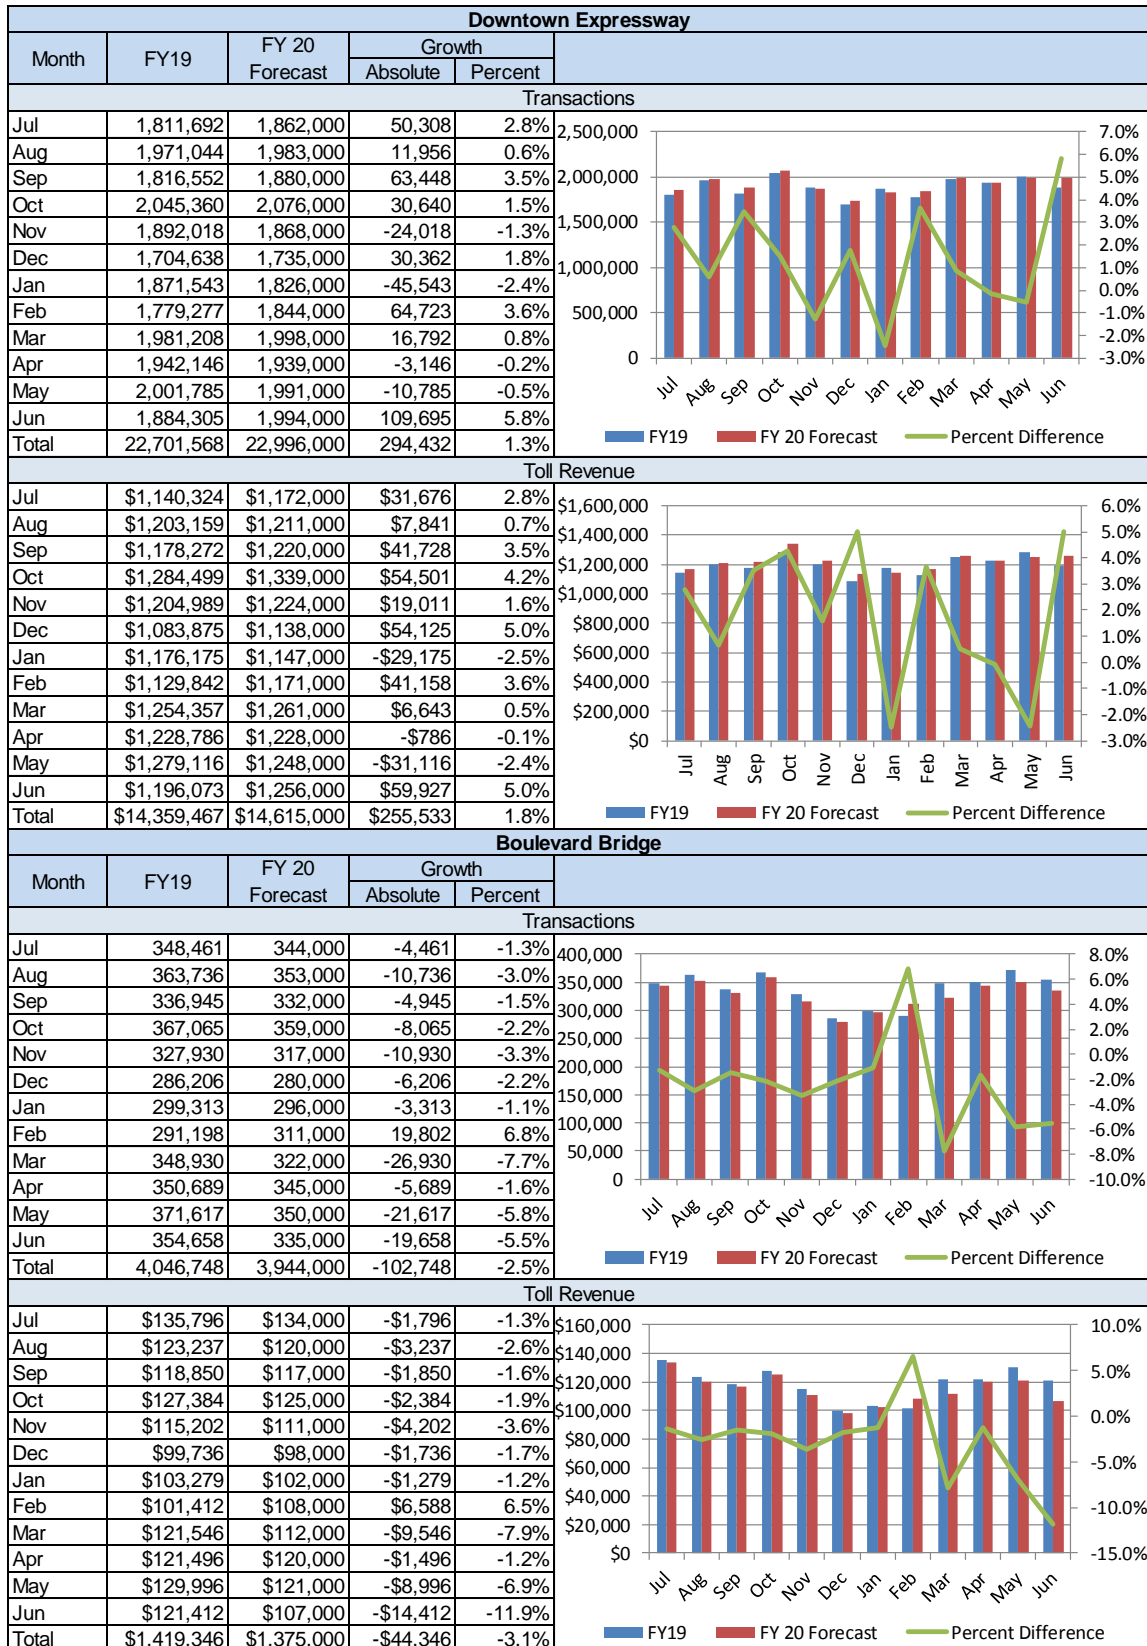 Downtown Expressway
Month FY19 FY 20 Forecast Growth
Absolute Percent
Transactions
Jul 1,811,692 1,862,000 50,308 2.8%
Aug 1,971,044 1,983,000 11,956 0.6%
Sep 1,816,552 1,880,000 63,448 3.5%
Oct 2,045,360 2,076,000 30,640 1.5%
Nov 1,892,018 1,868,000 -24,018 -1.3%
Dec 1,704,638 1,735,000 30,362 1.8%
Jan 1,871,543 1,826,000 -45,543 -2.4%
Feb 1,779,277 1,844,000 64,723 3.6%
Mar 1,981,208 1,998,000 16,792 0.8%
Apr 1,942,146 1,939,000 -3,146 -0.2%
May 2,001,785 1,991,000 -10,785 -0.5%
Jun 1,884,305 1,994,000 109,695 5.8%
Total 22,701,568 22,996,000 294,432 1.3%
2,500,000
2,000,000
1,500,000
1,000,000
500,000
0
7.0%
6.0%
5.0%
4.0%
3.0%
2.0%
1.0%
0.0%
-1.0%
-2.0%
-3.0%
Jul Aug Sep Oct Nov Dec Jan Feb Mar Apr May Jun
FY19 FY 20 Forecast Percent Difference
Toll Revenue
Jul $1,140,324 $1,172,000 $31,676 2.8%
Aug $1,203,159 $1,211,000 $7,841 0.7%
Sep $1,178,272 $1,220,000 $41,728 3.5%
Oct $1,284,499 $1,339,000 $54,501 4.2%
Nov $1,204,989 $1,224,000 $19,011 1.6%
Dec $1,083,875 $1,138,000 $54,125 5.0%
Jan $1,176,175 $1,147,000 -$29,175 -2.5%
Feb $1,129,842 $1,171,000 $41,158 3.6%
Mar $1,254,357 $1,261,000 $6,643 0.5%
Apr $1,228,786 $1,228,000 -$786 -0.1%
May $1,279,116 $1,248,000 -$31,116 -2.4%
Jun $1,196,073 $1,256,000 $59,927 5.0%
Total $14,359,467 $14,615,000 $255,533 1.8%
$1,600,000
$1,400,000
$1,200,000
$1,000,000
$800,000
$600,000
$400,000
$200,000
$0
6.0%
5.0%
4.0%
3.0%
2.0%
1.0%
0.0%
-1.0%
-2.0%
-3.0%
Jul Aug Sep Oct Nov Dec Jan Feb Mar Apr May Jun
FY19 FY 20 Forecast Percent Difference
Boulevard Bridge
Month FY19 FY 20 Forecast Growth
Absolute Percent
Transactions
Jul 348,461 344,000 -4,461 -1.3%
Aug 363,736 353,000 -10,736 -3.0%
Sep 336,945 332,000 -4,945 -1.5%
Oct 367,065 359,000 -8,065 -2.2%
Nov 327,930 317,000 -10,930 -3.3%
Dec 286,206 280,000 -6,206 -2.2%
Jan 299,313 296,000 -3,313 -1.1%
Feb 291,198 311,000 19,802 6.8%
Mar 348,930 322,000 -26,930 -7.7%
Apr 350,689 345,000 -5,689 -1.6%
May 371,617 350,000 -21,617 -5.8%
Jun 354,658 335,000 -19,658 -5.5%
Total 4,046,748 3,944,000 -102,748 -2.5%
400,000
350,000
300,000
250,000
200,000
150,000
100,000
50,000
0
8.0%
6.0%
4.0%
2.0%
0.0%
-2.0%
-4.0%
-6.0%
-8.0%
-10.0%
Jul Aug Sep Oct Nov Dec Jan Feb Mar Apr May Jun
FY19 FY 20 Forecast Percent Difference
Toll Revenue
Jul $135,796 $134,000 -$1,796 -1.3%
Aug $123,237 $120,000 -$3,237 -2.6%
Sep $118,850 $117,000 -$1,850 -1.6%
Oct $127,384 $125,000 -$2,384 -1.9%
Nov $115,202 $111,000 -$4,202 -3.6%
Dec $99,736 $98,000 -$1,736 -1.7%
Jan $103,279 $102,000 -$1,279 -1.2%
Feb $101,412 $108,000 $6,588 6.5%
Mar $121,546 $112,000 -$9,546 -7.9%
Apr $121,496 $120,000 -$1,496 -1.2%
May $129,996 $121,000 -$8,996 -6.9%
Jun $121,412 $107,000 -$14,412 -11.9%
Total $1,419,346 $1,375,000 -$44,346 -3.1%
$160,000
$140,000
$120,000
$100,000
$80,000
$60,000
$40,000
$20,000
$0
10.0%
5.0%
0.0%
-5.0%
-10.0%
-15.0%
Jul Aug Sep Oct Nov Dec Jan Feb Mar Apr May Jun
FY19 FY 20 Forecast Percent Difference